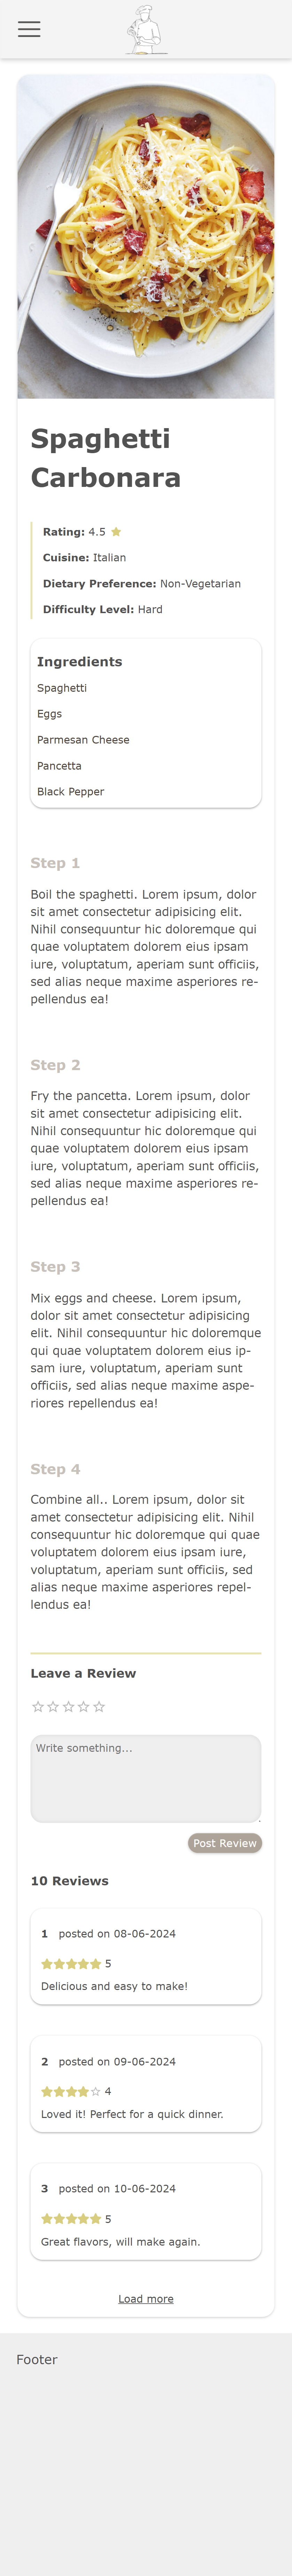 Spaghetti
Carbonara
Rating: 4.5
Cuisine: Italian
Dietary Preference: Non-Vegetarian
Difficulty Level: Hard
Ingredients
Spaghetti
Eggs
Parmesan Cheese
Pancetta
Black Pepper
Step 1
Boil the spaghetti. Lorem ipsum, dolor
sit amet consectetur adipisicing elit.
Nihil consequuntur hic doloremque qui
quae voluptatem dolorem eius ipsam
iure, voluptatum, aperiam sunt officiis,
sed alias neque maxime asperiores re-
pellendus ea!
Step 2
Fry the pancetta. Lorem ipsum, dolor
sit amet consectetur adipisicing elit.
Nihil consequuntur hic doloremque qui
quae voluptatem dolorem eius ipsam
iure, voluptatum, aperiam sunt officiis,
sed alias neque maxime asperiores re-
pellendus ea!
Step 3
Mix eggs and cheese. Lorem ipsum,
dolor sit amet consectetur adipisicing
elit. Nihil consequuntur hic doloremque
qui quae voluptatem dolorem eius ip-
sam iure, voluptatum, aperiam sunt
officiis, sed alias neque maxime aspe-
riores repellendus ea!
Step 4
Combine all.. Lorem ipsum, dolor sit
amet consectetur adipisicing elit. Nihil
consequuntur hic doloremque qui quae
voluptatem dolorem eius ipsam iure,
voluptatum, aperiam sunt officiis, sed
alias neque maxime asperiores repel-
lendus ea!
Leave a Review
Write something...
Post Review
10 Reviews
1 posted on 08-06-2024
5
Delicious and easy to make!
2 posted on 09-06-2024
4
Loved it! Perfect for a quick dinner.
3 posted on 10-06-2024
5
Great flavors, will make again.
Load more
Footer